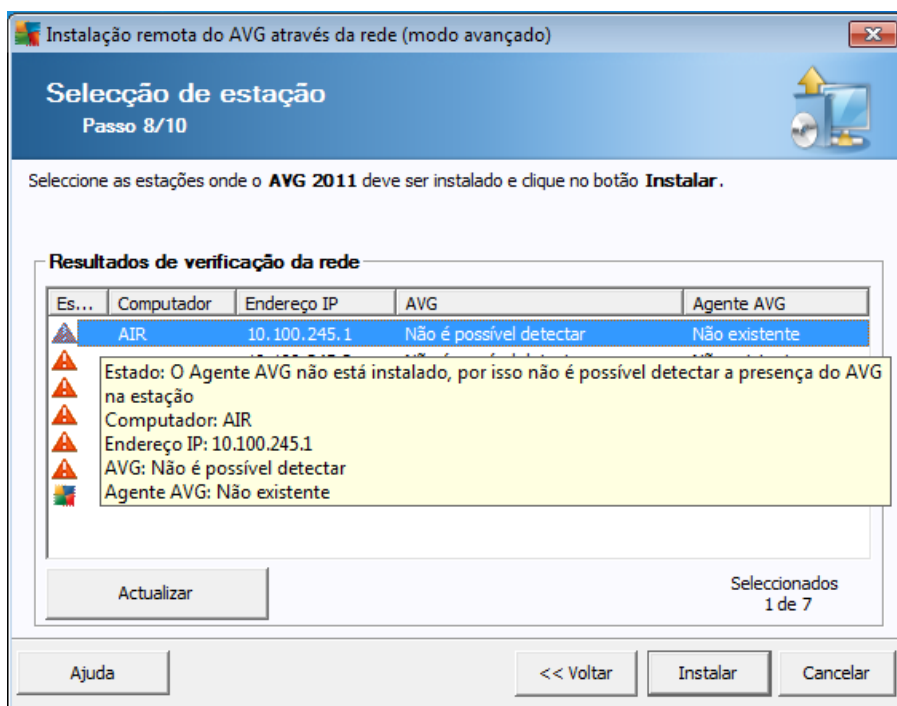 Instalação remota do AVG através da rede (modo avançado)
Selecção de estação
Passo 8/10
Seleccione as estações onde o AVG 2011 deve ser instalado e clique no botão Instalar.
Resultados de verificação da rede
Es... Computador Endereço IP AVG Agente AVG
AIR 10.100.245.1 Não é possível detectar Não existente
Estado: O Agente AVG não está instalado, por isso não é possível detectar a presença do AVG
na estação
Computador: AIR
Endereço IP: 10.100.245.1
AVG: Não é possível detectar
Agente AVG: Não existente
Actualizar
Seleccionados
1 de 7
Ajuda
<< Voltar
Instalar
Cancelar